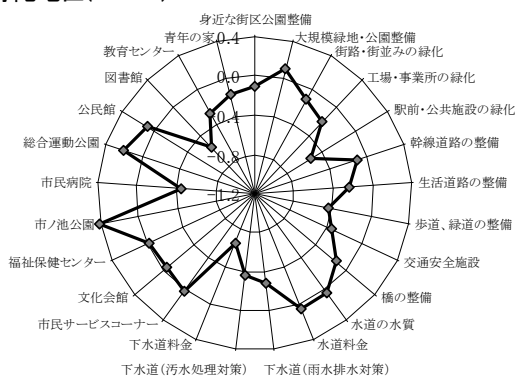 身近な街区公園整備
大規模緑地・公園整備
街路・街並みの緑化
工場・事業所の緑化
駅前・公共施設の緑化
幹線道路の整備
生活道路の整備
歩道、緑道の整備
交通安全施設
橋の整備
水道の水質
水道料金
下水道(雨水排水対策)
下水道(汚水処理対策)
下水道料金
市民サービスコーナー
文化会館
福祉保健センター
市ノ池公園
市民病院
総合運動公園
公民館
図書館
教育センター
青年の家
0.4
0.0
-0.4
-0.8
-1.2